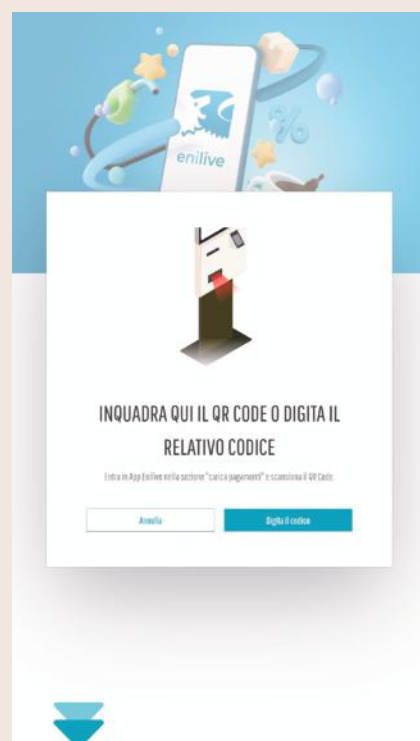 enilive
INQUADRA QUI IL QR CODE O DIGITA IL
RELATIVO CODICE
Entra in App Enilive nella sezione "carica pagamenti" e scansiona il QR Code
Annulla
Digita il codice